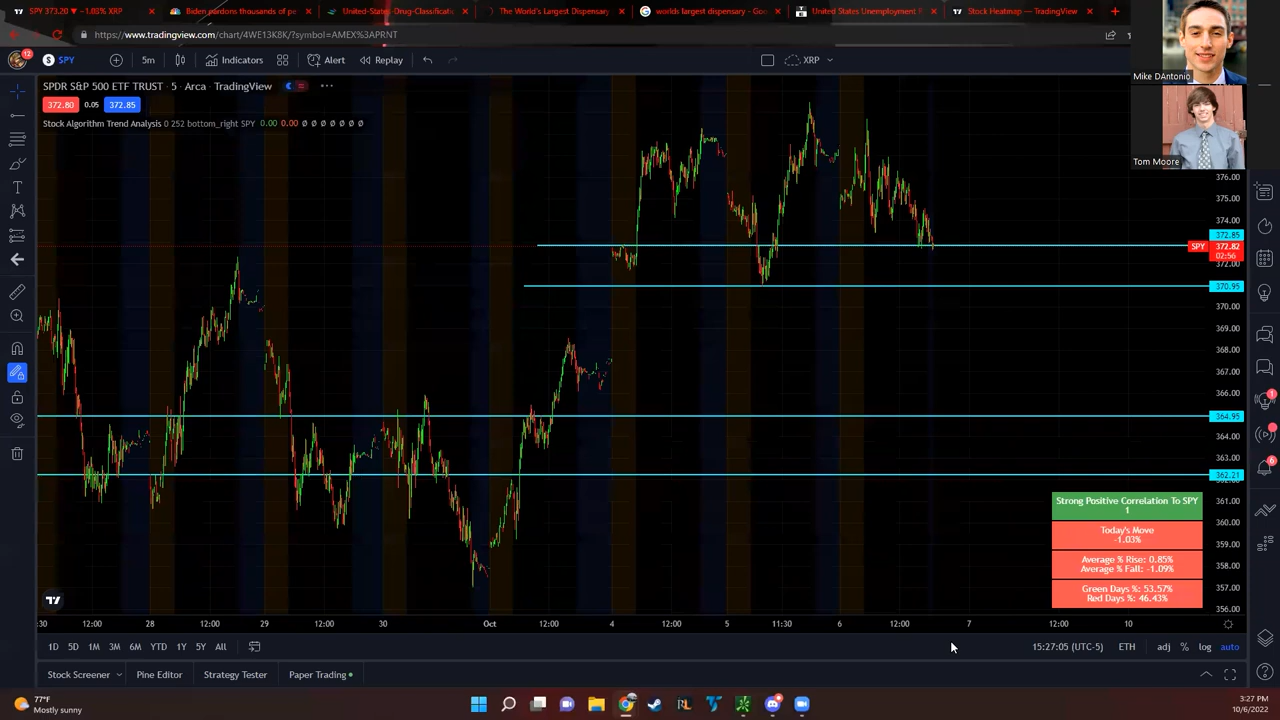 SPY 373.20 ▼ −1.03% XRP
Biden pardons thousands of pe
United-States-Drug-Classificati
The World's Largest Dispensary
worlds largest dispensary - Goo
United States Unemployment R
Stock Heatmap — TradingView
https://www.tradingview.com/chart/4WE13K8K/?symbol=AMEX%3APRNT
12
SPY
5m
Indicators
Alert
Replay
XRP
Mike DAntonio
Tom Moore
SPDR S&P 500 ETF TRUST · 5 · Arca · TradingView
372.80 0.05 372.85
Stock Algorithm Trend Analysis 0 252 bottom_right SPY 0.00 0.00 Ø Ø Ø Ø Ø Ø Ø
376.00
375.00
374.00
372.85
SPY 372.82
02:56
372.00
370.95
370.00
369.00
368.00
367.00
366.00
364.95
364.00
363.00
362.21
361.00
360.00
359.00
358.00
357.00
356.00
Strong Positive Correlation To SPY
1
Today's Move
-1.03%
Average % Rise: 0.85%
Average % Fall: -1.09%
Green Days %: 53.57%
Red Days %: 46.43%
1
6
:30 12:00 28 12:00 29 12:00 30 Oct 12:00 4 12:00 5 11:30 6 12:00 7 12:00 10
1D 5D 1M 3M 6M YTD 1Y 5Y All
15:27:05 (UTC-5) ETH adj % log auto
Stock Screener Pine Editor Strategy Tester Paper Trading
77°F
Mostly sunny
3:27 PM
10/6/2022